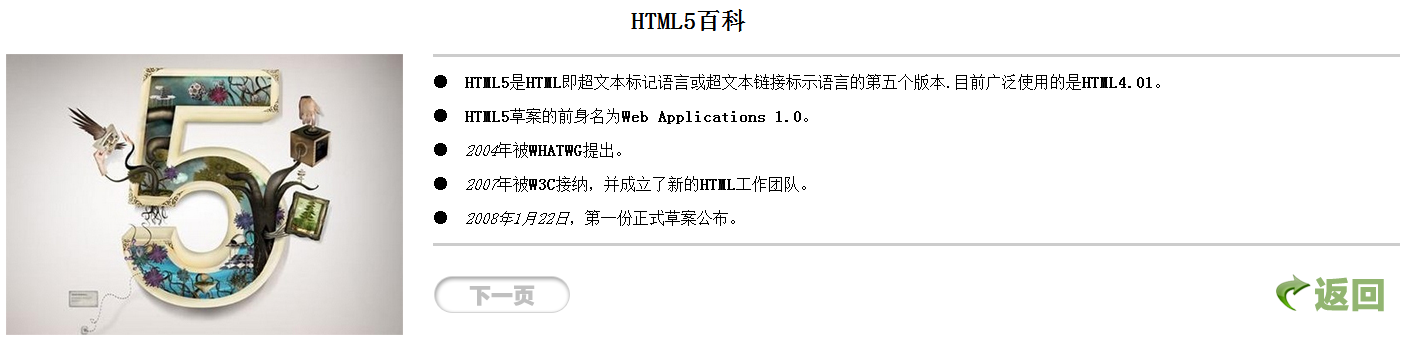 HTML5百科
5
HTML5是HTML即超文本标记语言或超文本链接标示语言的第五个版本.目前广泛使用的是HTML4.01。
HTML5草案的前身名为Web Applications 1.0。
2004年被WHATWG提出。
2007年被W3C接纳，并成立了新的HTML工作团队。
2008年1月22日，第一份正式草案公布。
下一页
返回